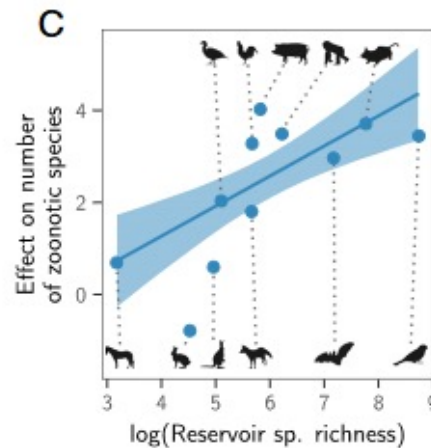 C
Effect on number
of zoonotic species
4
2
0
3 4 5 6 7 8 9
log(Reservoir sp. richness)